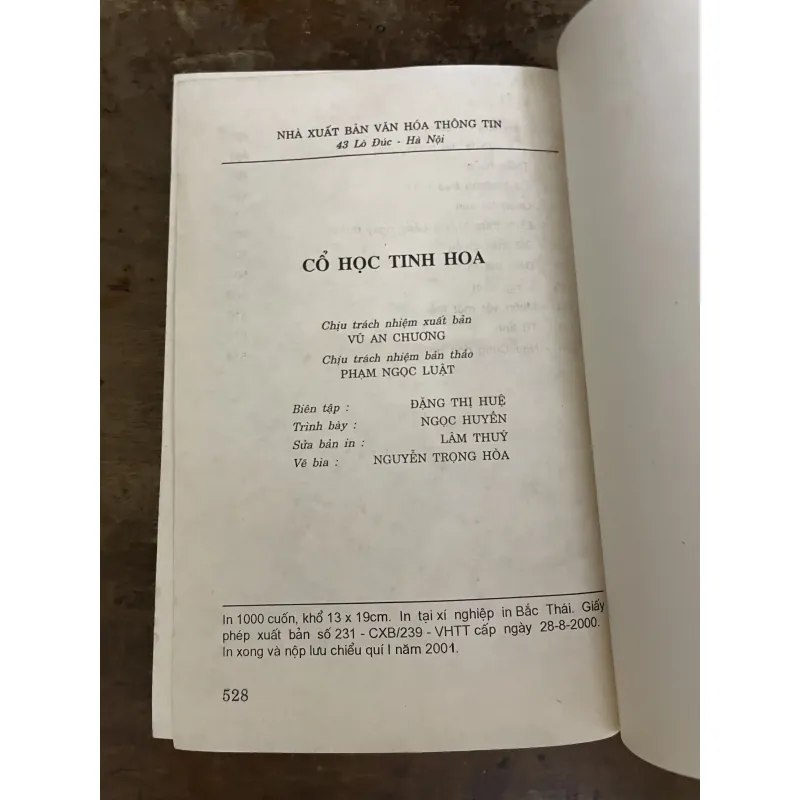 NHÀ XUẤT BẢN VĂN HÓA THÔNG TIN
43 Lò Đúc - Hà Nội
CỔ HỌC TINH HOA
Chịu trách nhiệm xuất bản
VŨ AN CHƯƠNG
Chịu trách nhiệm bản thảo
PHẠM NGỌC LUẬT
Biên tập : ĐẶNG THỊ HUỆ
Trình bày : NGỌC HUYỀN
Sửa bản in : LÂM THUỶ
Vẽ bìa : NGUYỄN TRỌNG HÒA
In 1000 cuốn, khổ 13 x 19cm. In tại xí nghiệp in Bắc Thái. Giấy
phép xuất bản số 231 - CXB/239 - VHTT cấp ngày 28-8-2000.
In xong và nộp lưu chiểu quí I năm 2001.
528